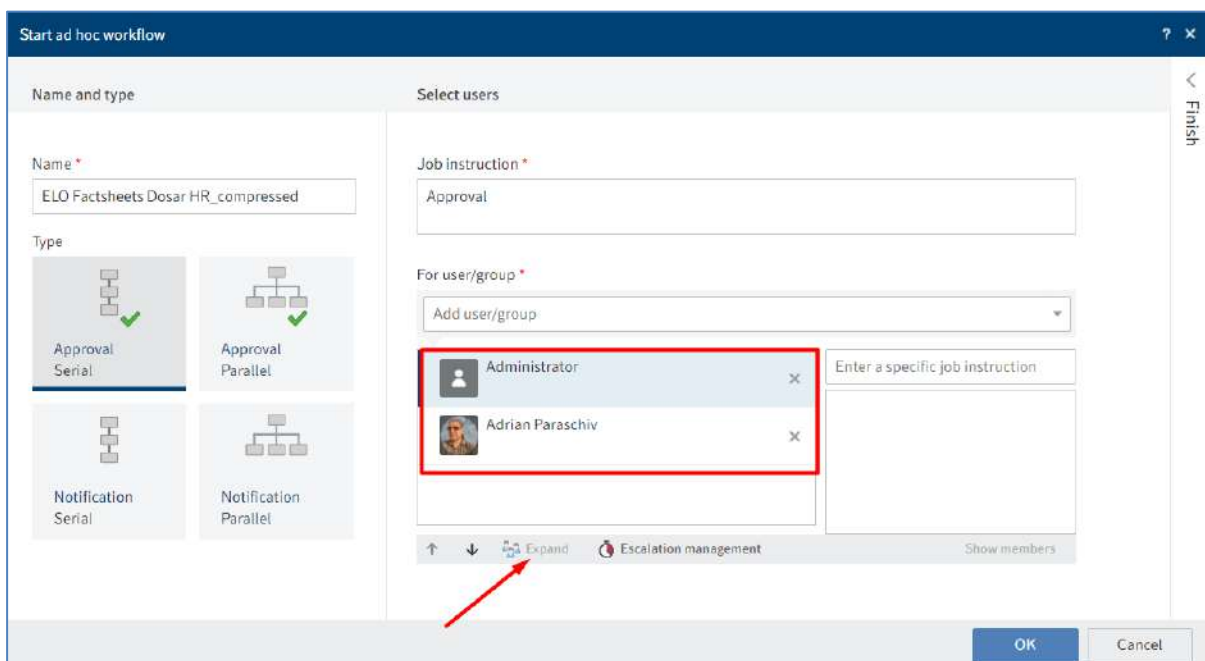 Start ad hoc workflow
? ×
Name and type
Select users
Finish
Name *
ELO Factsheets Dosar HR_compressed
Type
Approval
Serial
Approval
Parallel
Notification
Serial
Notification
Parallel
Job instruction *
Approval
For user/group *
Add user/group
Administrator
Adrian Paraschiv
Enter a specific job instruction
Expand
Escalation management
Show members
OK
Cancel